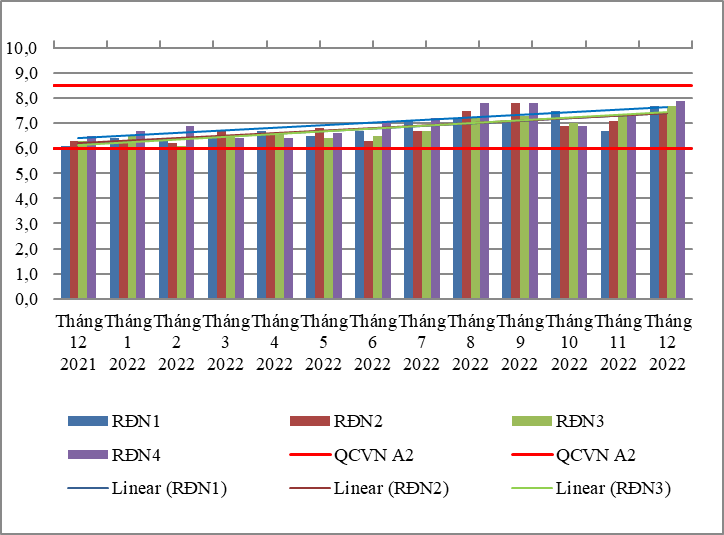 10,0
9,0
8,0
7,0
6,0
5,0
4,0
3,0
2,0
1,0
0,0
Tháng Tháng Tháng Tháng Tháng Tháng Tháng Tháng Tháng Tháng Tháng Tháng Tháng
12 1 2 3 4 5 6 7 8 9 10 11 12
2021 2022 2022 2022 2022 2022 2022 2022 2022 2022 2022 2022 2022
RĐN1 RĐN2 RĐN3
RĐN4 QCVN A2 QCVN A2
Linear (RĐN1) Linear (RĐN2) Linear (RĐN3)